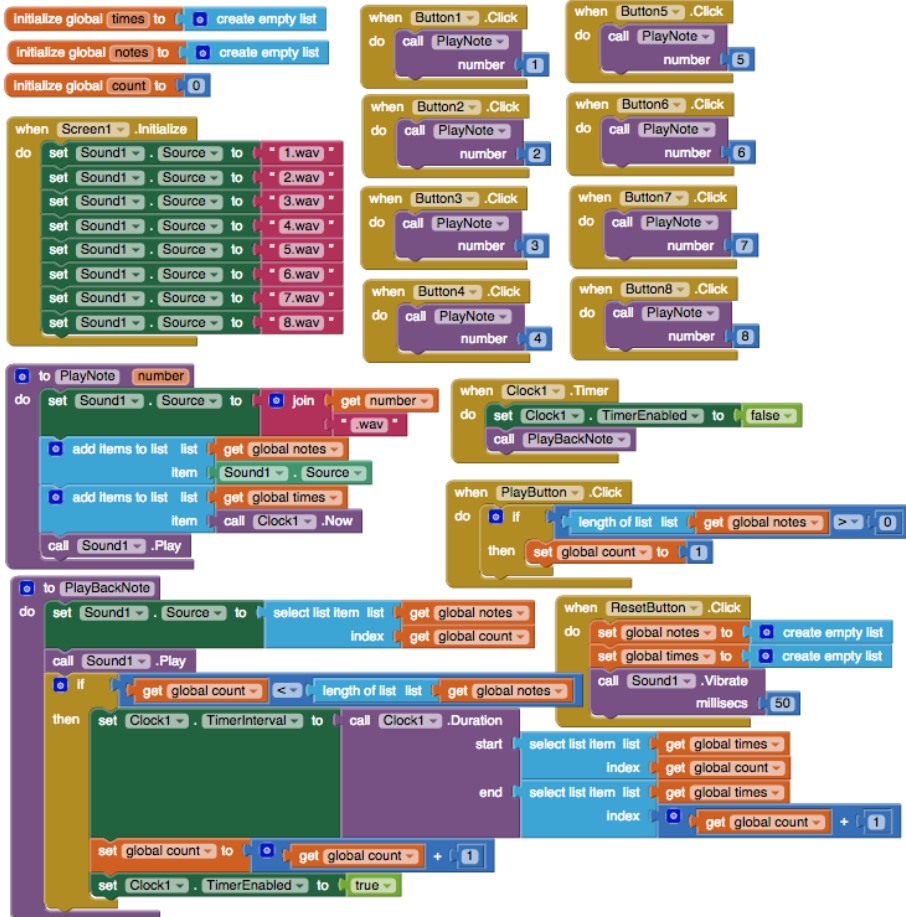 initialize global times to create empty list
initialize global notes to create empty list
initialize global count to 0
when Screen1 .Initialize
do set Sound1 . Source to " 1.wav "
set Sound1 . Source to " 2.wav "
set Sound1 . Source to " 3.wav "
set Sound1 . Source to " 4.wav "
set Sound1 . Source to " 5.wav "
set Sound1 . Source to " 6.wav "
set Sound1 . Source to " 7.wav "
set Sound1 . Source to " 8.wav "
when Button1 .Click
do call PlayNote
number 1
when Button2 .Click
do call PlayNote
number 2
when Button3 .Click
do call PlayNote
number 3
when Button4 .Click
do call PlayNote
number 4
when Button5 .Click
do call PlayNote
number 5
when Button6 .Click
do call PlayNote
number 6
when Button7 .Click
do call PlayNote
number 7
when Button8 .Click
do call PlayNote
number 8
to PlayNote number
do set Sound1 . Source to join get number
" .wav "
add items to list list get global notes
item Sound1 . Source
add items to list list get global times
item call Clock1 .Now
call Sound1 .Play
when Clock1 .Timer
do set Clock1 . TimerEnabled to false
call PlayBackNote
when PlayButton .Click
do if length of list list get global notes > 0
then set global count to 1
to PlayBackNote
do set Sound1 . Source to select list item list get global notes
index get global count
call Sound1 .Play
if get global count < length of list list get global notes
then set Clock1 . TimerInterval to call Clock1 .Duration
start select list item list get global times
index get global count
end select list item list get global times
index get global count + 1
set global count to get global count + 1
set Clock1 . TimerEnabled to true
when ResetButton .Click
do set global notes to create empty list
set global times to create empty list
call Sound1 .Vibrate
millisecs 50